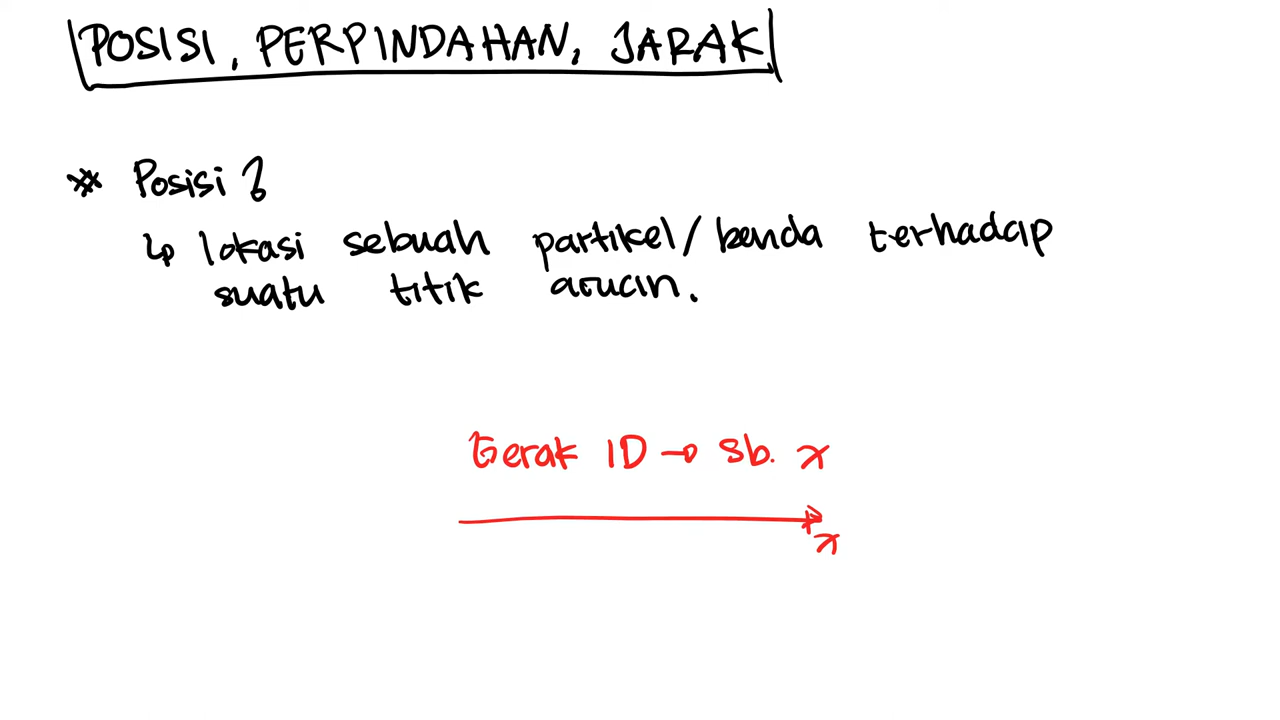 POSISI, PERPINDAHAN, JARAK
* Posisi?
↳ lokasi sebuah partikel/benda terhadap
suatu titik acuan.
Gerak 1D → sb. x
x